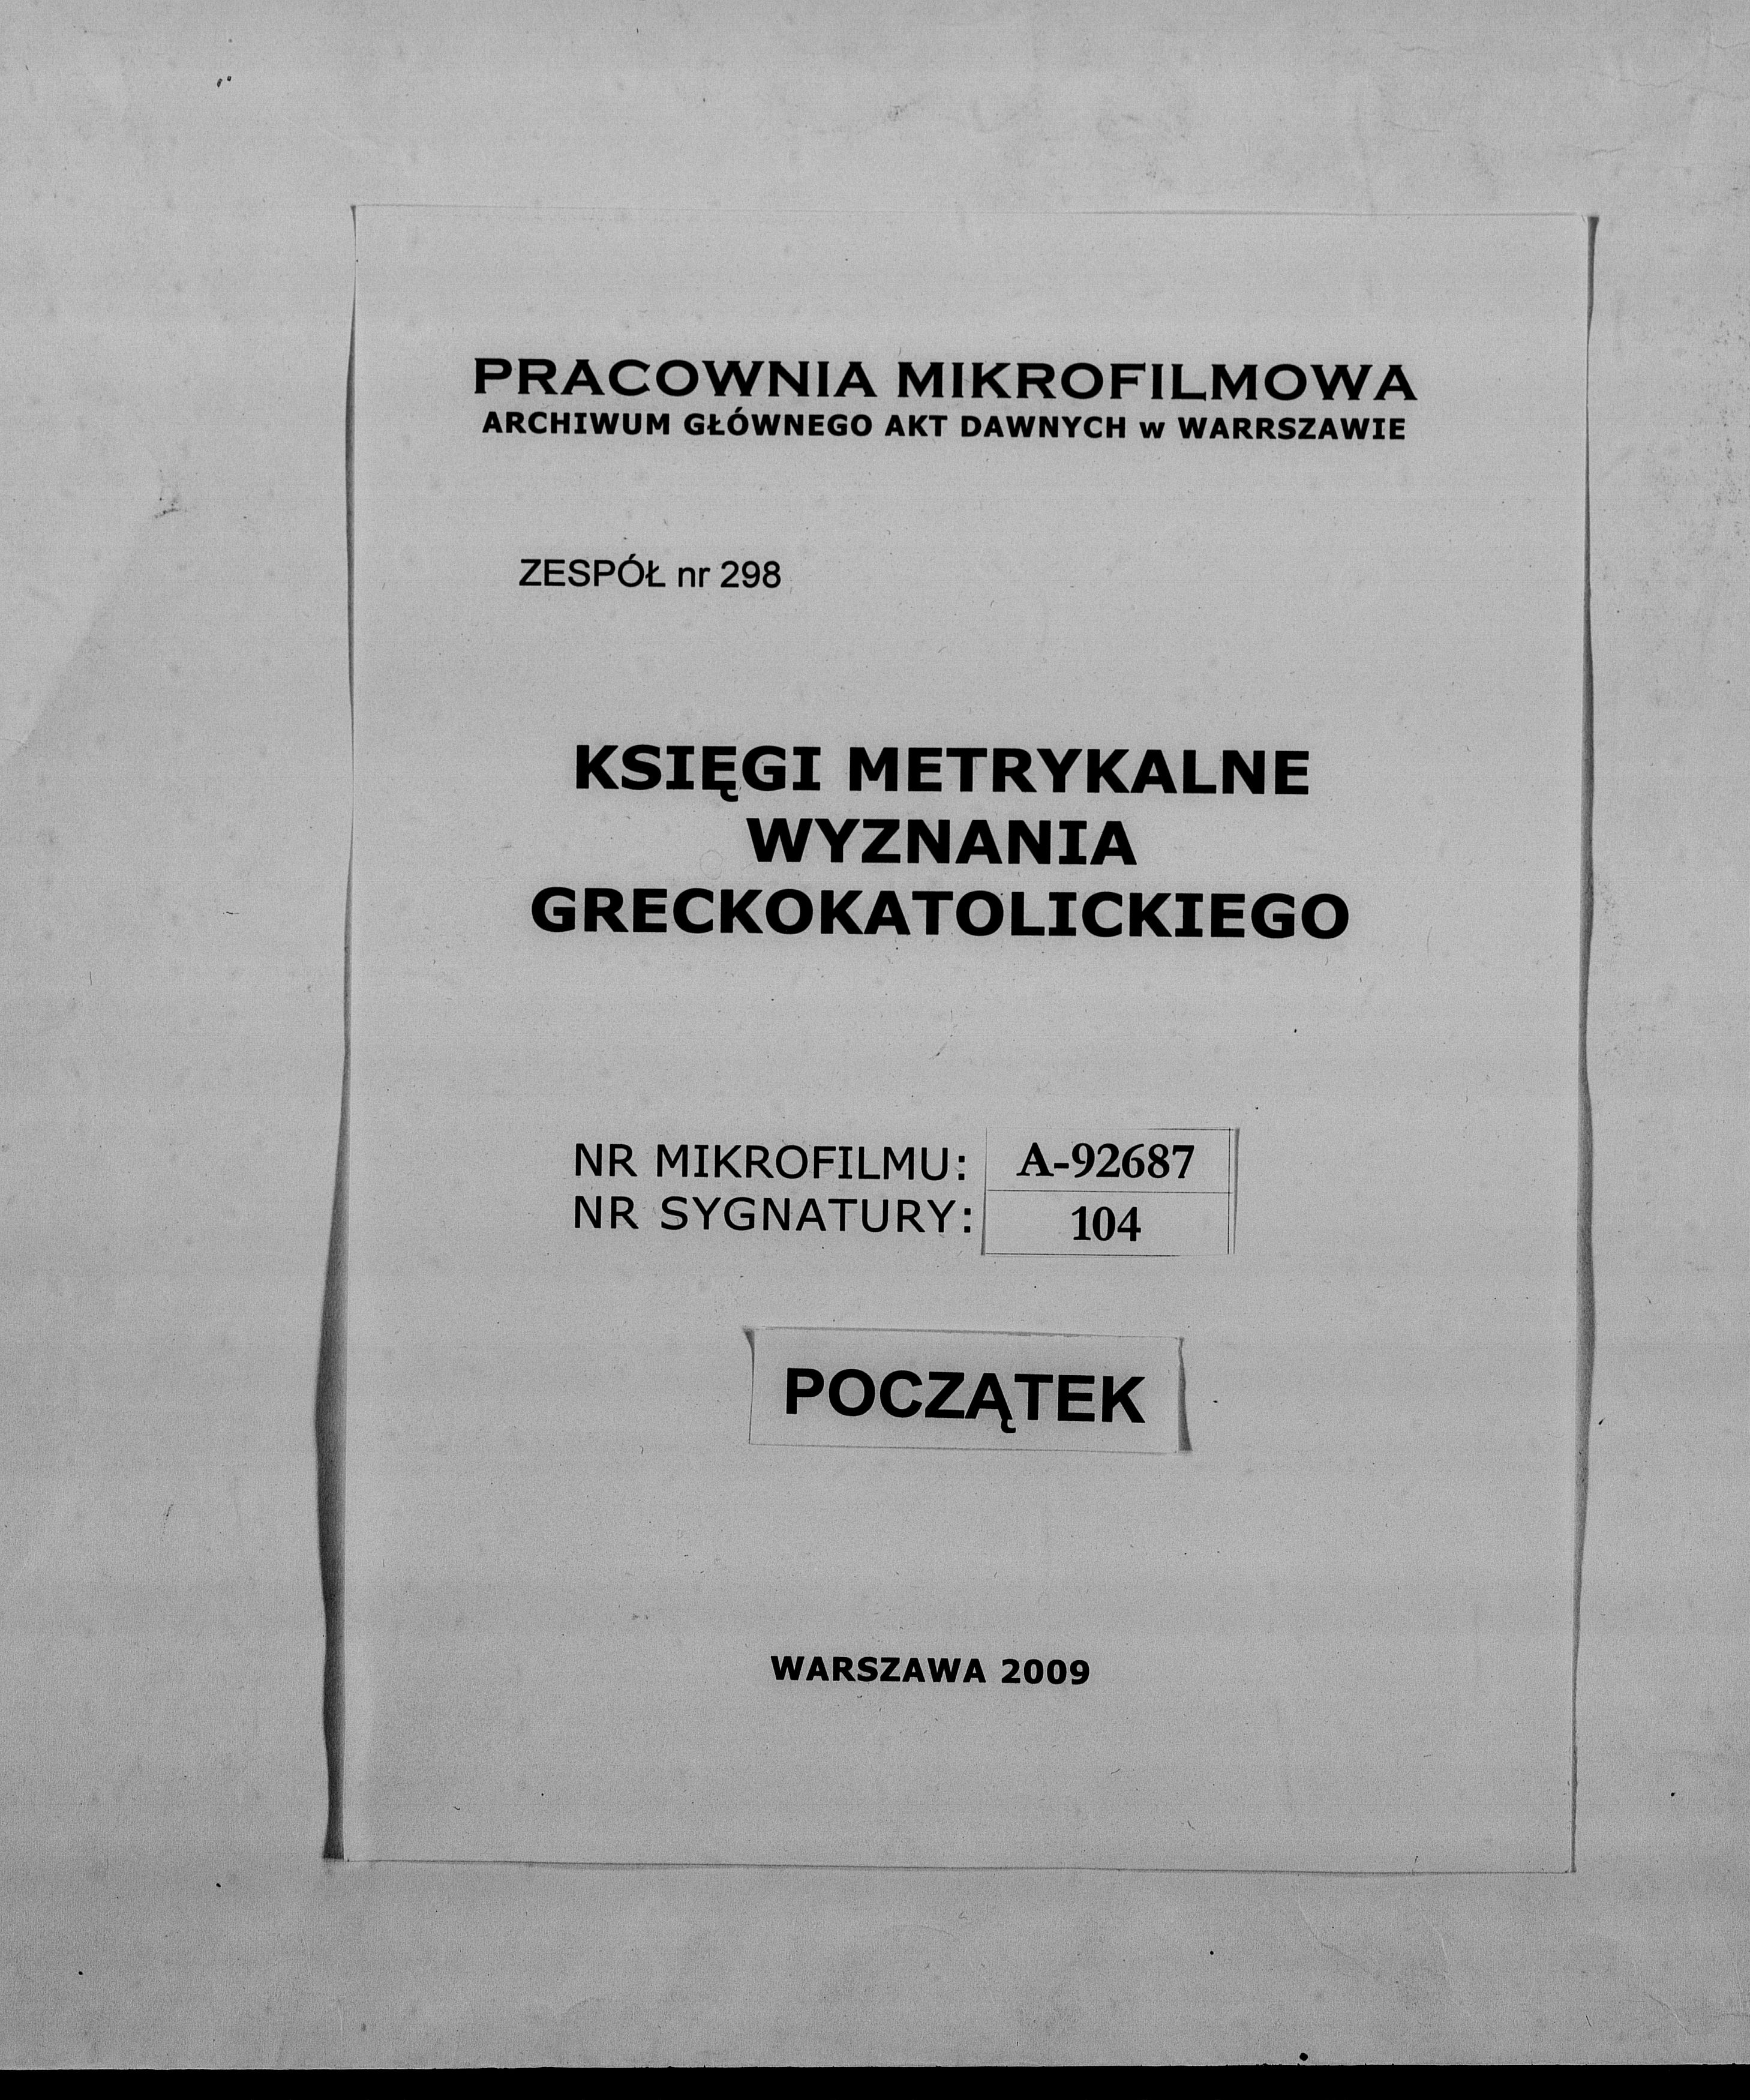 PRACOWNIA MIKROFILMOWA
ARCHIWUM GŁÓWNEGO AKT DAWNYCH w WARRSZAWIE
ZESPÓŁ nr 298
KSIĘGI METRYKALNE
WYZNANIA
GRECKOKATOLICKIEGO
NR MIKROFILMU: A-92687
NR SYGNATURY: 104
POCZĄTEK
WARSZAWA 2009